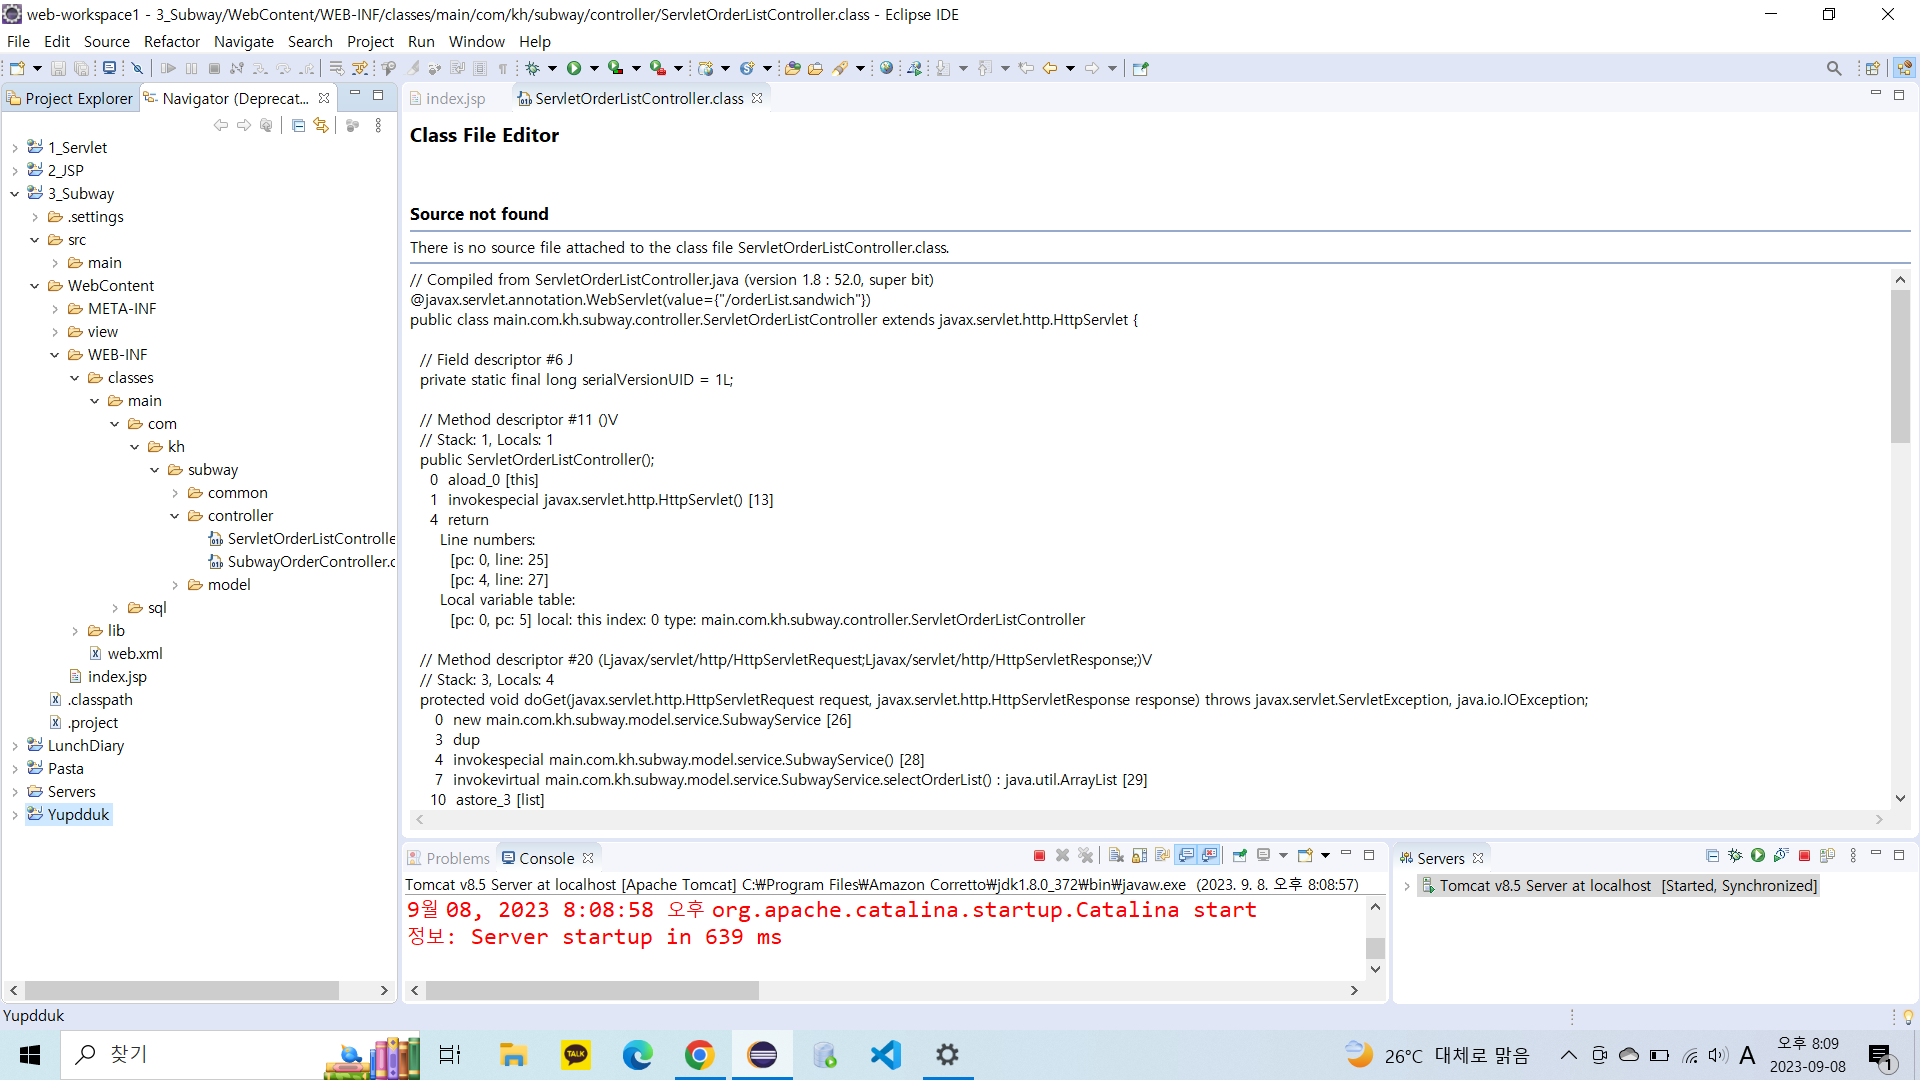 web-workspace1 - 3_Subway/WebContent/WEB-INF/classes/main/com/kh/subway/controller/ServletOrderListController.class - Eclipse IDE
File Edit Source Refactor Navigate Search Project Run Window Help
Project Explorer
Navigator (Deprecat...
index.jsp
ServletOrderListController.class
1_Servlet
2_JSP
3_Subway
.settings
src
main
WebContent
META-INF
view
WEB-INF
classes
main
com
kh
subway
common
controller
ServletOrderListControlle
SubwayOrderController.c
model
sql
lib
web.xml
index.jsp
.classpath
.project
LunchDiary
Pasta
Servers
Yupdduk
Class File Editor
Source not found
There is no source file attached to the class file ServletOrderListController.class.
// Compiled from ServletOrderListController.java (version 1.8 : 52.0, super bit)
@javax.servlet.annotation.WebServlet(value={"/orderList.sandwich"})
public class main.com.kh.subway.controller.ServletOrderListController extends javax.servlet.http.HttpServlet {
// Field descriptor #6 J
private static final long serialVersionUID = 1L;
// Method descriptor #11 ()V
// Stack: 1, Locals: 1
public ServletOrderListController();
0 aload_0 [this]
1 invokespecial javax.servlet.http.HttpServlet() [13]
4 return
Line numbers:
[pc: 0, line: 25]
[pc: 4, line: 27]
Local variable table:
[pc: 0, pc: 5] local: this index: 0 type: main.com.kh.subway.controller.ServletOrderListController
// Method descriptor #20 (Ljavax/servlet/http/HttpServletRequest;Ljavax/servlet/http/HttpServletResponse;)V
// Stack: 3, Locals: 4
protected void doGet(javax.servlet.http.HttpServletRequest request, javax.servlet.http.HttpServletResponse response) throws javax.servlet.ServletException, java.io.IOException;
0 new main.com.kh.subway.model.service.SubwayService [26]
3 dup
4 invokespecial main.com.kh.subway.model.service.SubwayService() [28]
7 invokevirtual main.com.kh.subway.model.service.SubwayService.selectOrderList() : java.util.ArrayList [29]
10 astore_3 [list]
Problems
Console
Tomcat v8.5 Server at localhost [Apache Tomcat] C:₩Program Files₩Amazon Corretto₩jdk1.8.0_372₩bin₩javaw.exe (2023. 9. 8. 오후 8:08:57)
9월 08, 2023 8:08:58 오후 org.apache.catalina.startup.Catalina start
정보: Server startup in 639 ms
Servers
Tomcat v8.5 Server at localhost [Started, Synchronized]
Yupdduk
찾기
TALK
26°C 대체로 맑음
A
오후 8:09
2023-09-08
1